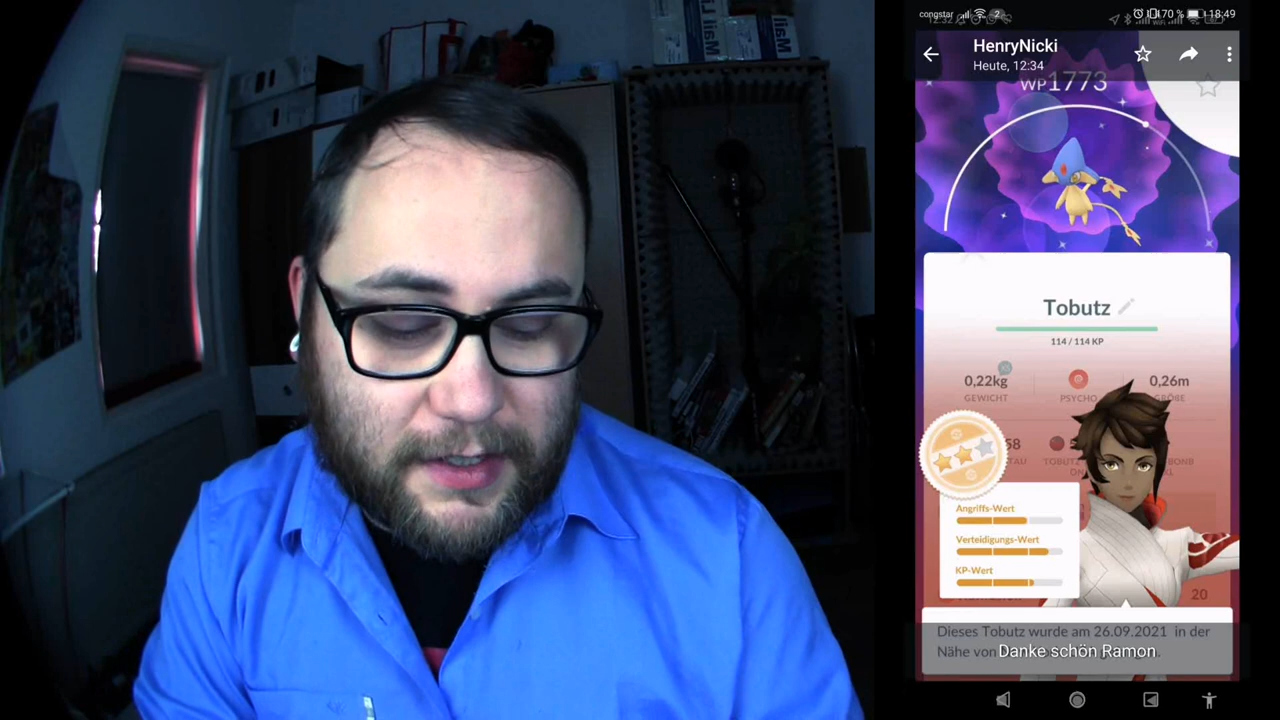 congstar
70 % 18:49
HenryNicki
Heute, 12:34
WP1773
Tobutz
114 / 114 KP
0,22kg
0,26m
GEWICHT
PSYCHO
Angriffs-Wert
Verteidigungs-Wert
KP-Wert
20
Dieses Tobutz wurde am 26.09.2021 in der
Nähe von
Danke schön Ramon